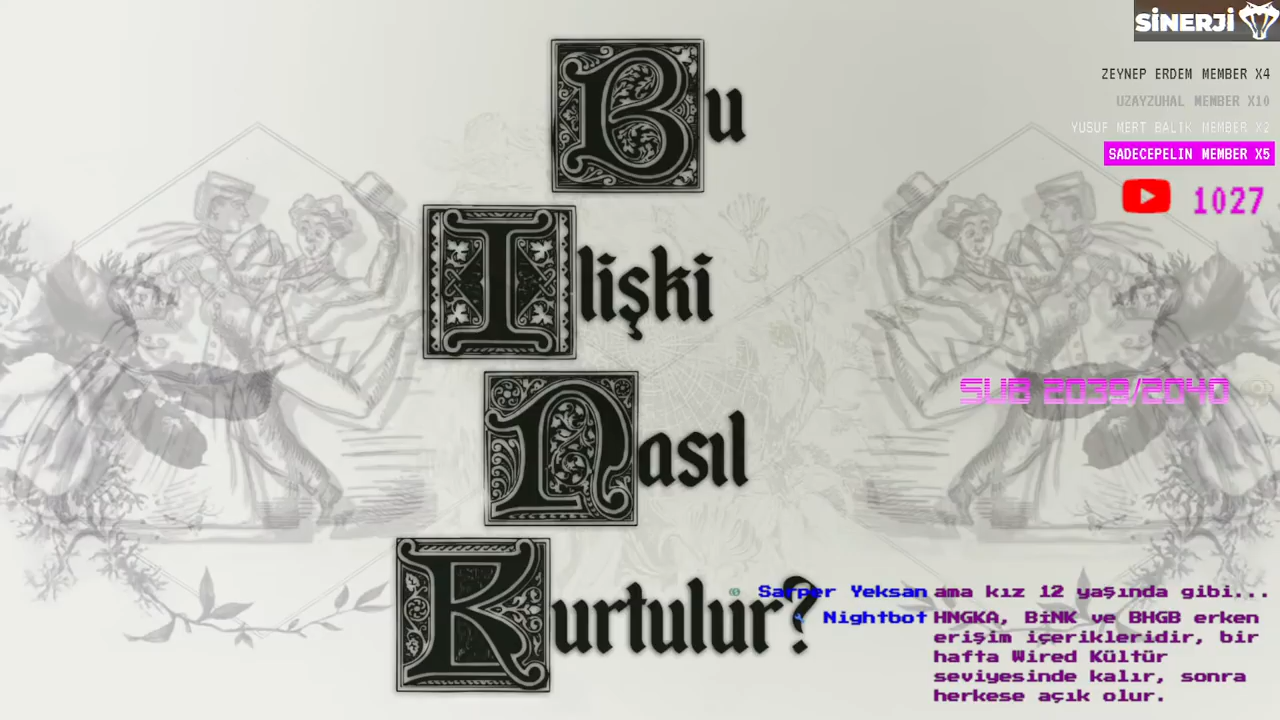 SİNERJİ
ZEYNEP ERDEM MEMBER X4
UZAYZUHAL MEMBER X10
YUSUF MERT BALIK MEMBER X2
SADECEPELIN MEMBER X5
1027
Bu
İlişki
Nasıl
Kurtulur?
SUB 2039/2040
Sarper Yeksan ama kız 12 yaşında gibi...
Nightbot HNGKA, BiNK ve BHGB erken
erişim içerikleridir, bir
hafta Wired Kültür
seviyesinde kalır, sonra
herkese açık olur.